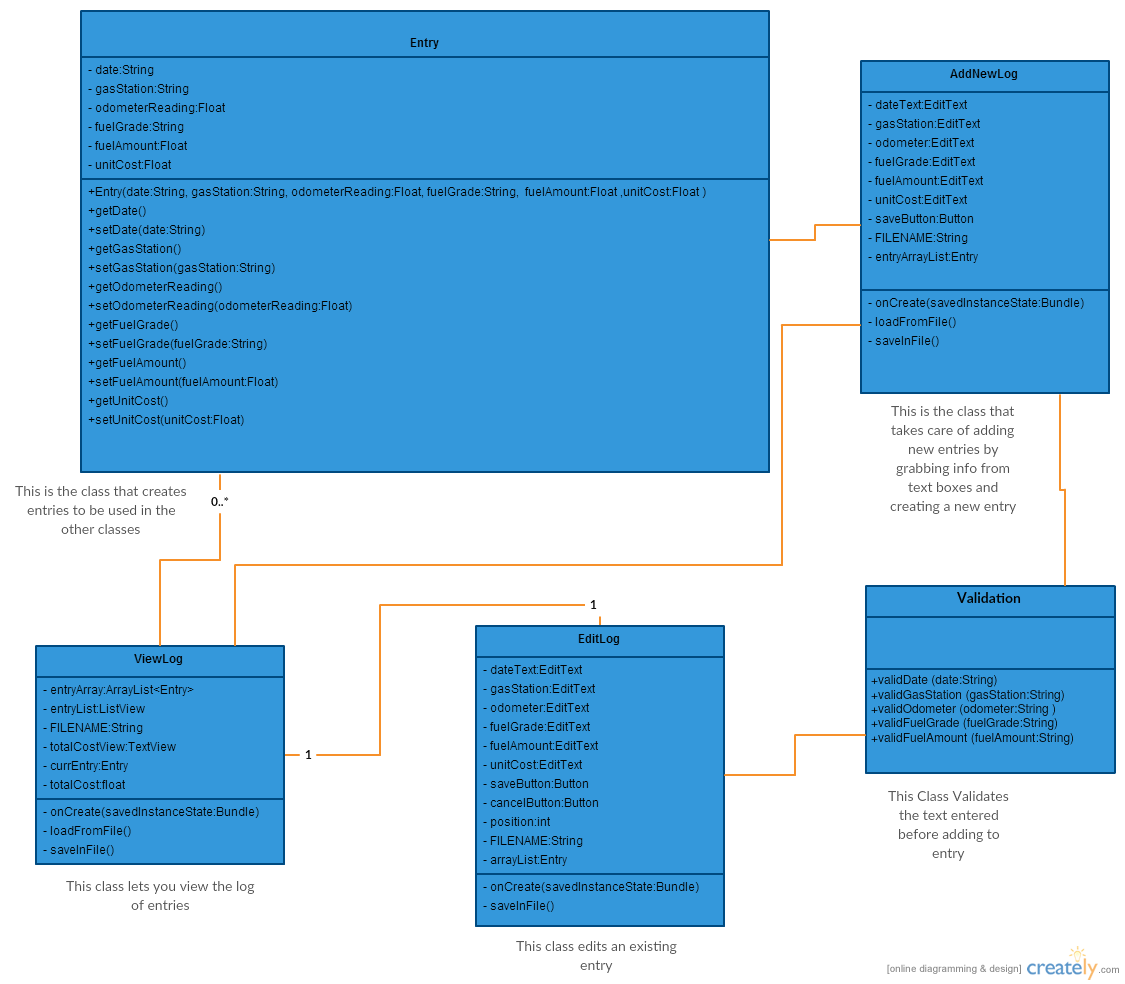 Entry
- date:String
- gasStation:String
- odometerReading:Float
- fuelGrade:String
- fuelAmount:Float
- unitCost:Float
+Entry(date:String, gasStation:String, odometerReading:Float, fuelGrade:String, fuelAmount:Float ,unitCost:Float )
+getDate()
+setDate(date:String)
+getGasStation()
+setGasStation(gasStation:String)
+getOdometerReading()
+setOdometerReading(odometerReading:Float)
+getFuelGrade()
+setFuelGrade(fuelGrade:String)
+getFuelAmount()
+setFuelAmount(fuelAmount:Float)
+getUnitCost()
+setUnitCost(unitCost:Float)
This is the class that creates
entries to be used in the
other classes
0..*
AddNewLog
- dateText:EditText
- gasStation:EditText
- odometer:EditText
- fuelGrade:EditText
- fuelAmount:EditText
- unitCost:EditText
- saveButton:Button
- FILENAME:String
- entryArrayList:Entry
- onCreate(savedInstanceState:Bundle)
- loadFromFile()
- saveInFile()
This is the class that
takes care of adding
new entries by
grabbing info from
text boxes and
creating a new entry
ViewLog
- entryArray:ArrayList<Entry>
- entryList:ListView
- FILENAME:String
- totalCostView:TextView
- currEntry:Entry
- totalCost:float
- onCreate(savedInstanceState:Bundle)
- loadFromFile()
- saveInFile()
This class lets you view the log
of entries
1
1
EditLog
- dateText:EditText
- gasStation:EditText
- odometer:EditText
- fuelGrade:EditText
- fuelAmount:EditText
- unitCost:EditText
- saveButton:Button
- cancelButton:Button
- position:int
- FILENAME:String
- arrayList:Entry
- onCreate(savedInstanceState:Bundle)
- saveInFile()
This class edits an existing
entry
Validation
+validDate (date:String)
+validGasStation (gasStation:String)
+validOdometer (odometer:String )
+validFuelGrade (fuelGrade:String)
+validFuelAmount (fuelAmount:String)
This Class Validates
the text entered
before adding to
entry
[online diagramming & design] creately.com